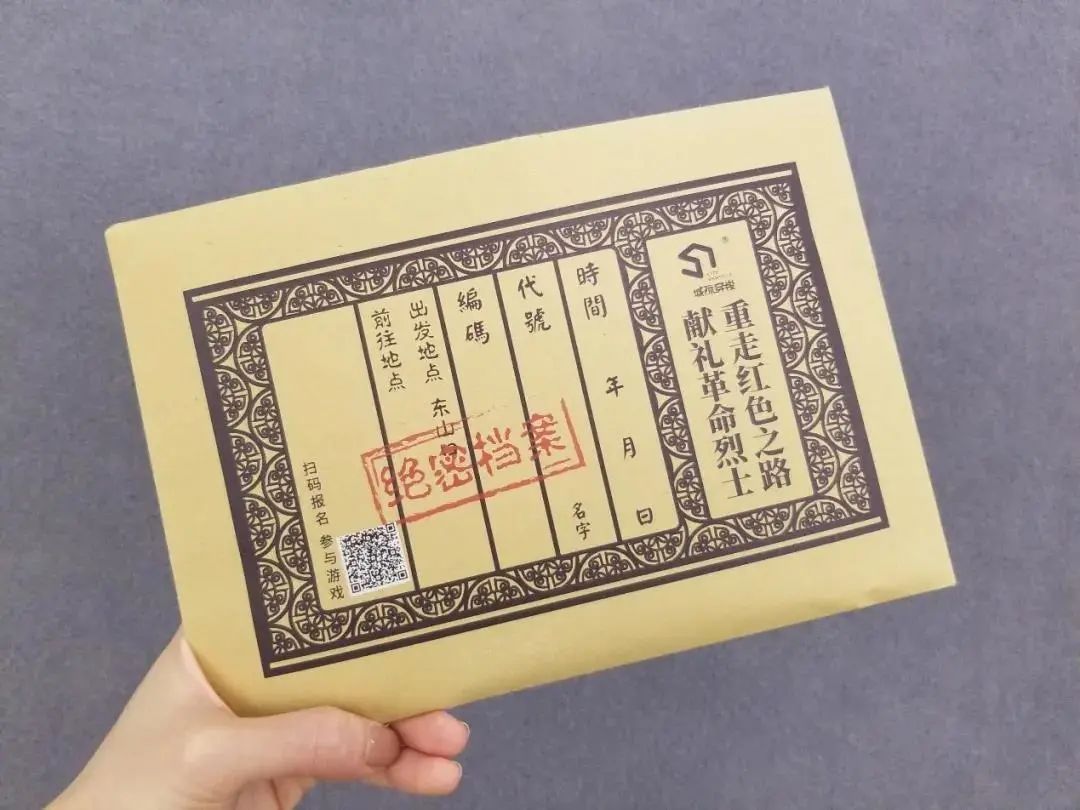 城市穿梭
重走红色之路
献礼革命烈士
時間 年 月 日
代號 名字
編碼
出发地点 东山口
前往地点
绝密档案
扫码报名 参与游戏